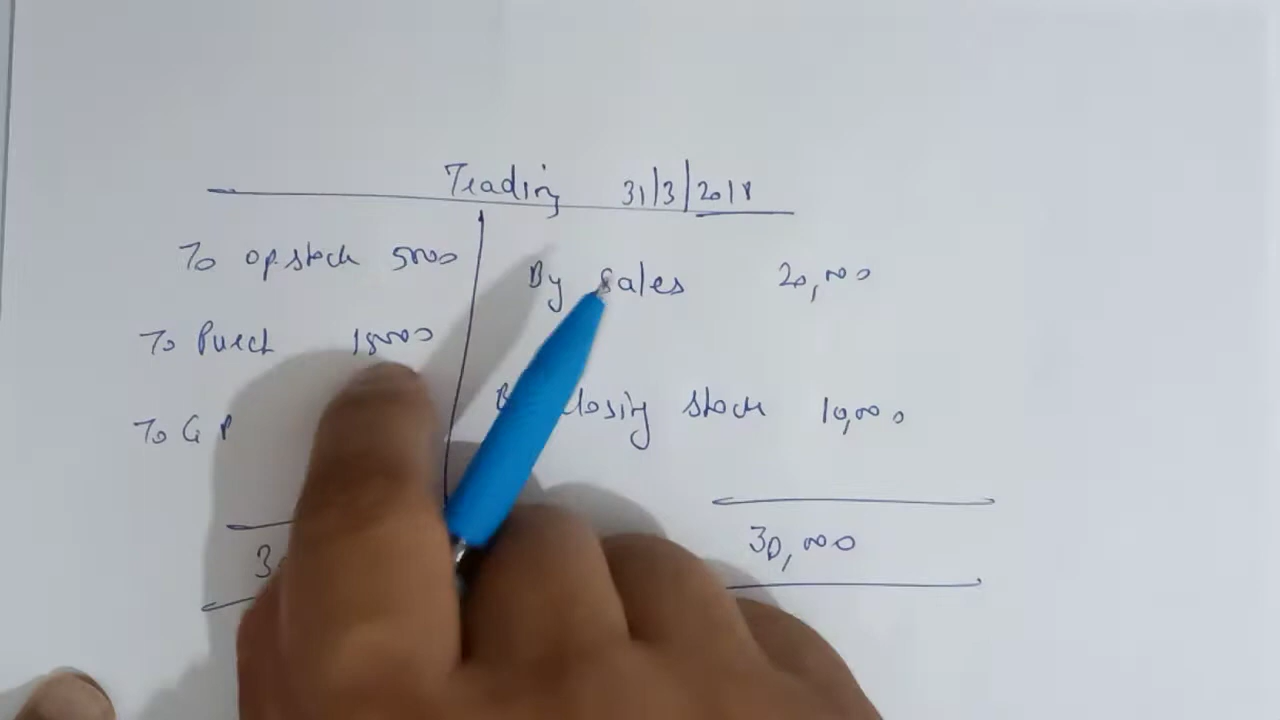 Trading 31/3/2018
To op. stock 5000
By Sales 20,000
To Purch 15000
closing stock 10,000
To G P
30,000